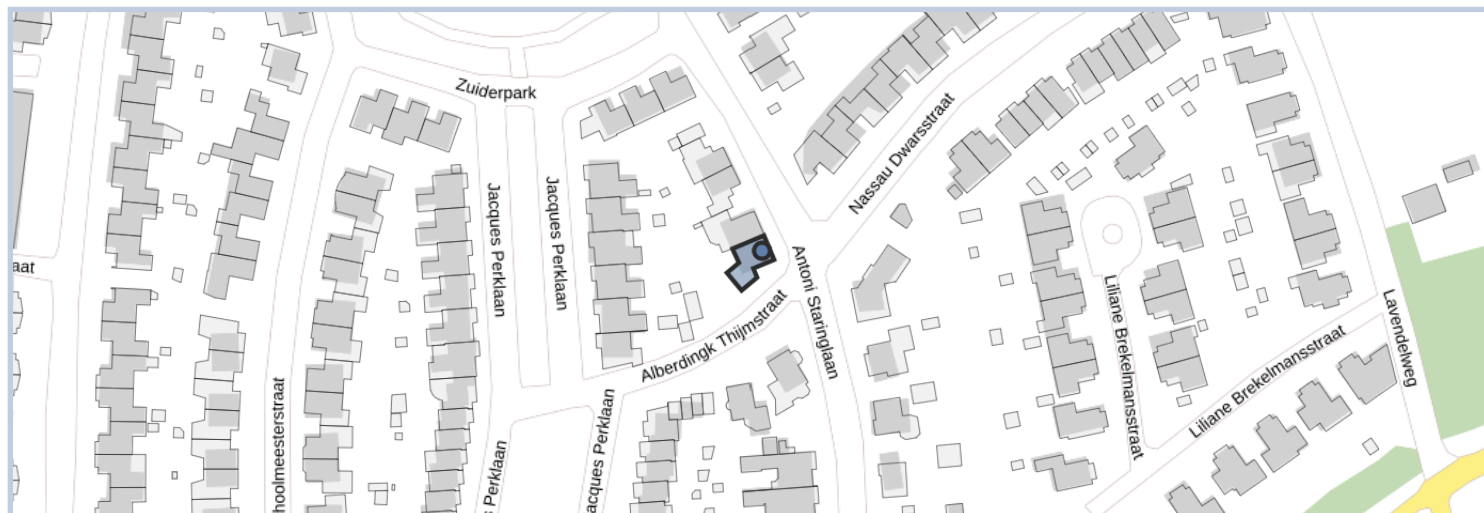 Zuiderpark
Nassau Dwarsstraat
Jacques Perklaan
Jacques Perklaan
aat
Antoni Staringlaan
Alberdingk Thijmstraat
Liliane Brekelmansstraat
Lavendelweg
Liliane Brekelmansstraat
hoolmeesterstraat
s Perklaan
acques Perklaan